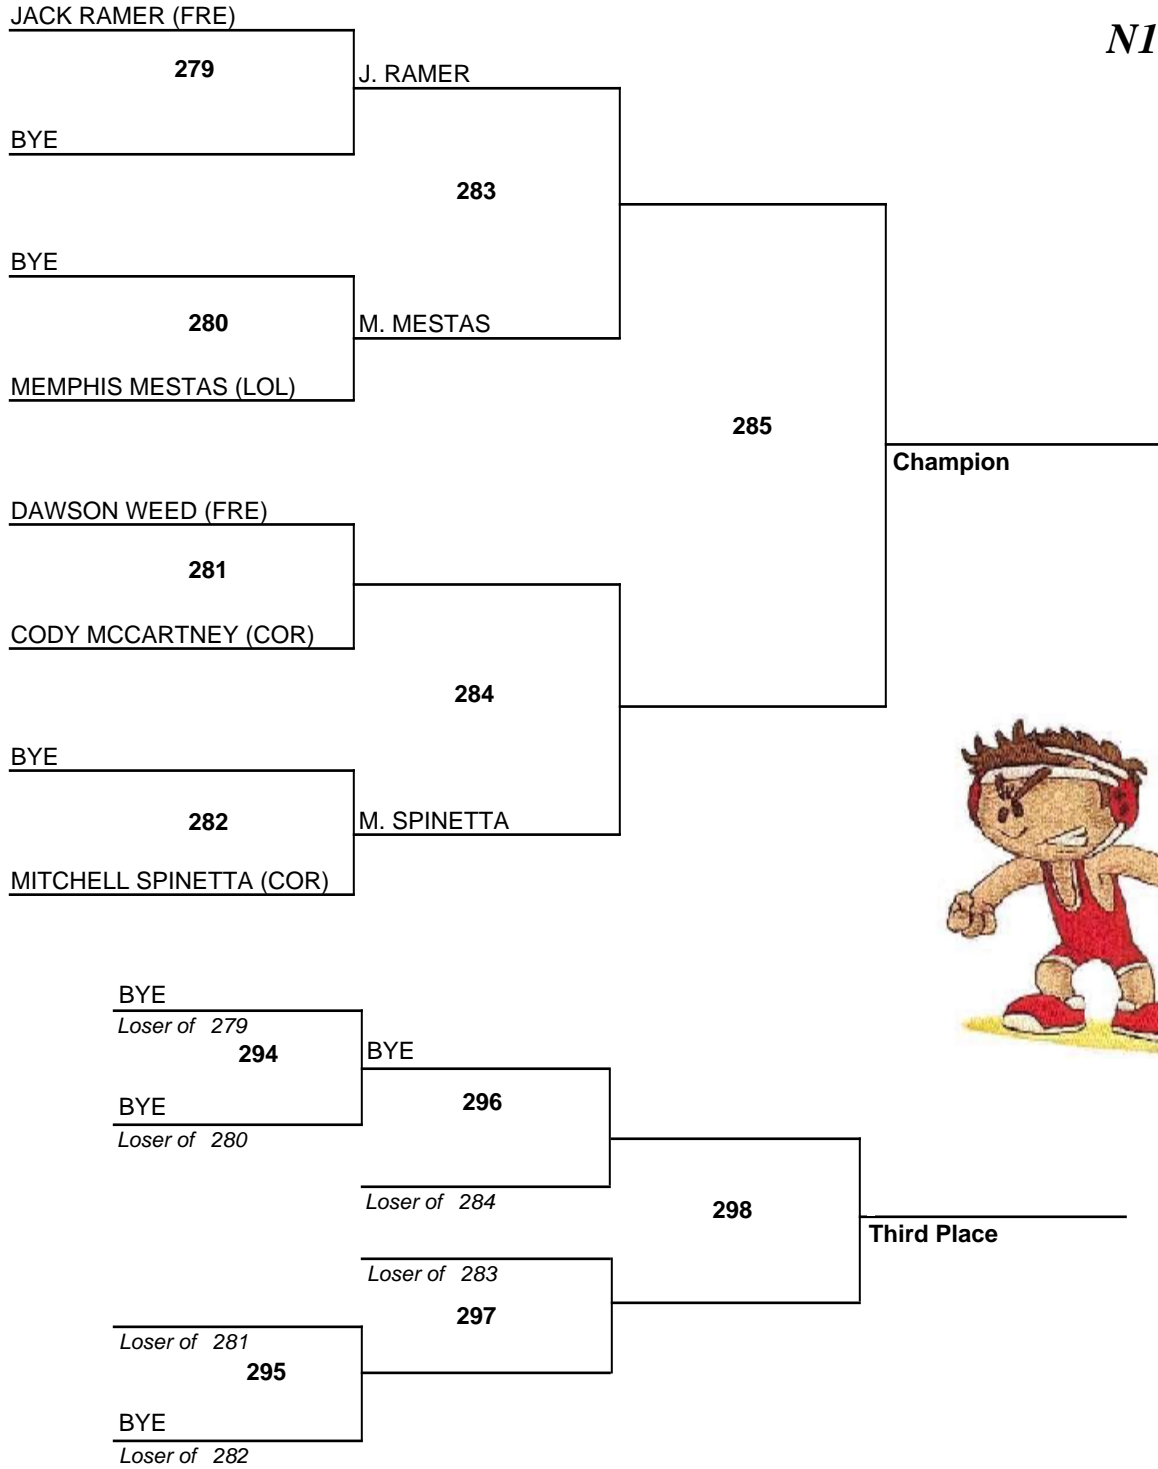 JACK RAMER (FRE)
N1
279
J. RAMER
BYE
283
BYE
280
M. MESTAS
MEMPHIS MESTAS (LOL)
285
Champion
DAWSON WEED (FRE)
281
CODY MCCARTNEY (COR)
284
BYE
282
M. SPINETTA
MITCHELL SPINETTA (COR)
BYE
Loser of 279
294
BYE
BYE
296
Loser of 280
Loser of 284
298
Third Place
Loser of 283
297
Loser of 281
295
BYE
Loser of 282